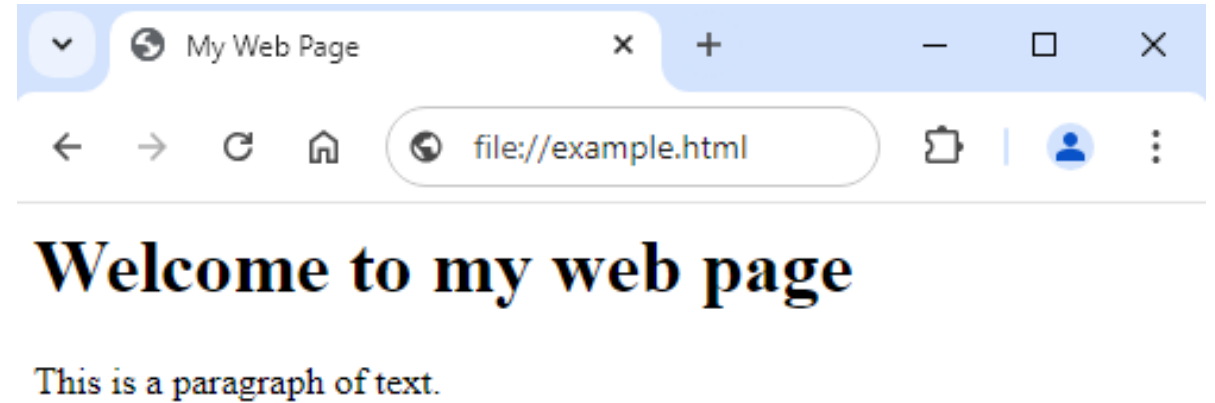 My Web Page
file://example.html
Welcome to my web page
This is a paragraph of text.